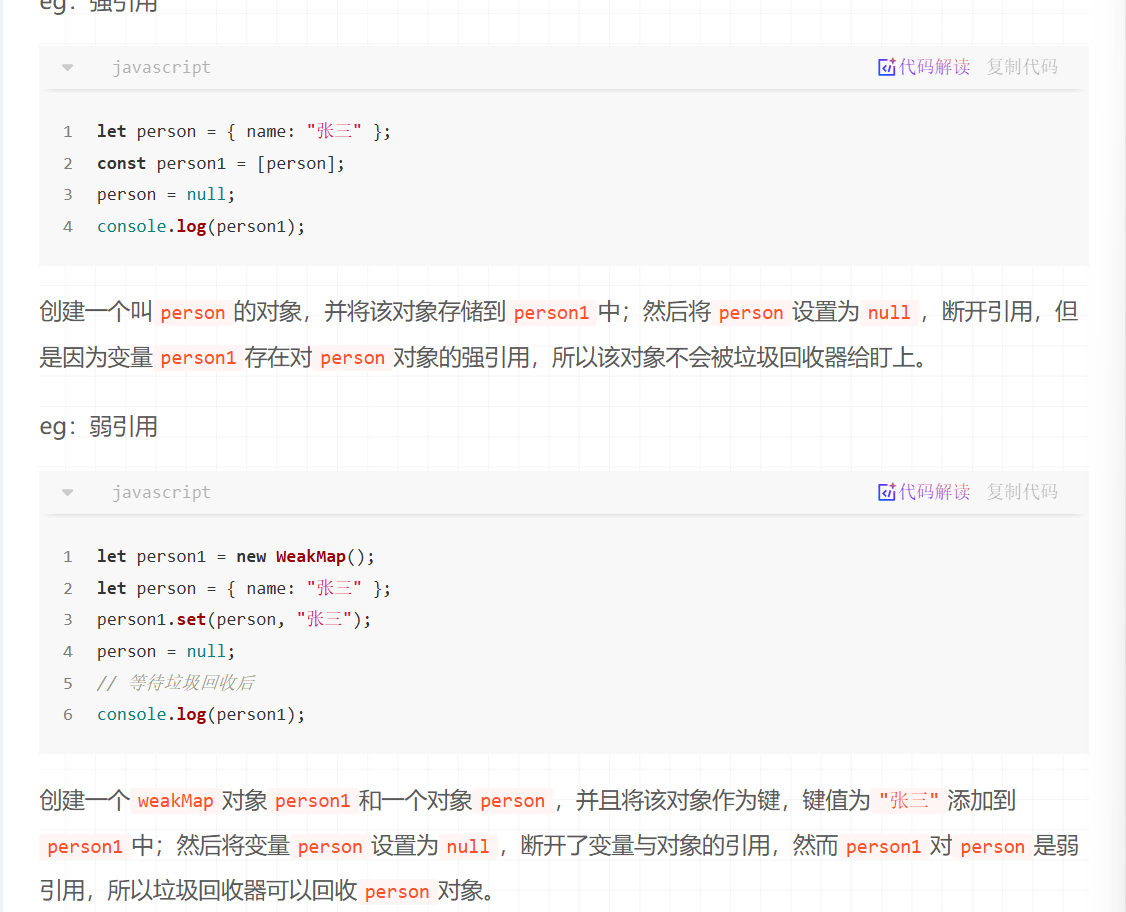 eg：强引用
javascript
代码解读 复制代码
1 let person = { name: "张三" };
2 const person1 = [person];
3 person = null;
4 console.log(person1);
创建一个叫 person 的对象，并将该对象存储到 person1 中；然后将 person 设置为 null ，断开引用，但
是因为变量 person1 存在对 person 对象的强引用，所以该对象不会被垃圾回收器给盯上。
eg：弱引用
javascript
代码解读 复制代码
1 let person1 = new WeakMap();
2 let person = { name: "张三" };
3 person1.set(person, "张三");
4 person = null;
5 // 等待垃圾回收后
6 console.log(person1);
创建一个 weakMap 对象 person1 和一个对象 person ，并且将该对象作为键，键值为 "张三" 添加到
person1 中；然后将变量 person 设置为 null ，断开了变量与对象的引用，然而 person1 对 person 是弱
引用，所以垃圾回收器可以回收 person 对象。